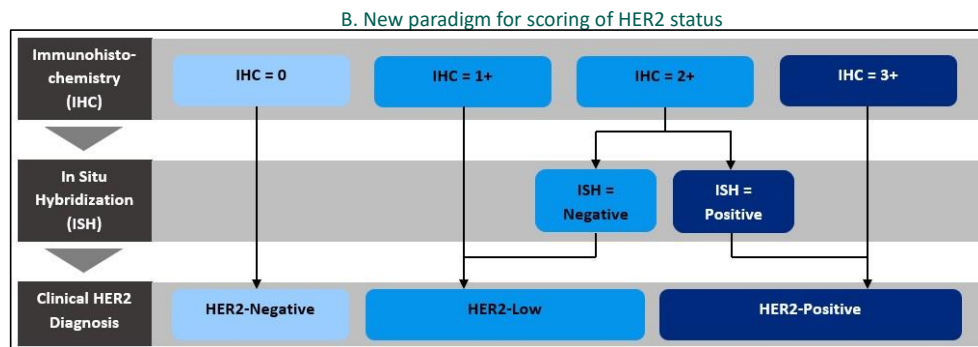 B. New paradigm for scoring of HER2 status
Immunohisto-
chemistry
(IHC)
IHC = 0
IHC = 1+
IHC = 2+
IHC = 3+
In Situ
Hybridization
(ISH)
ISH =
Negative
ISH =
Positive
Clinical HER2
Diagnosis
HER2-Negative
HER2-Low
HER2-Positive